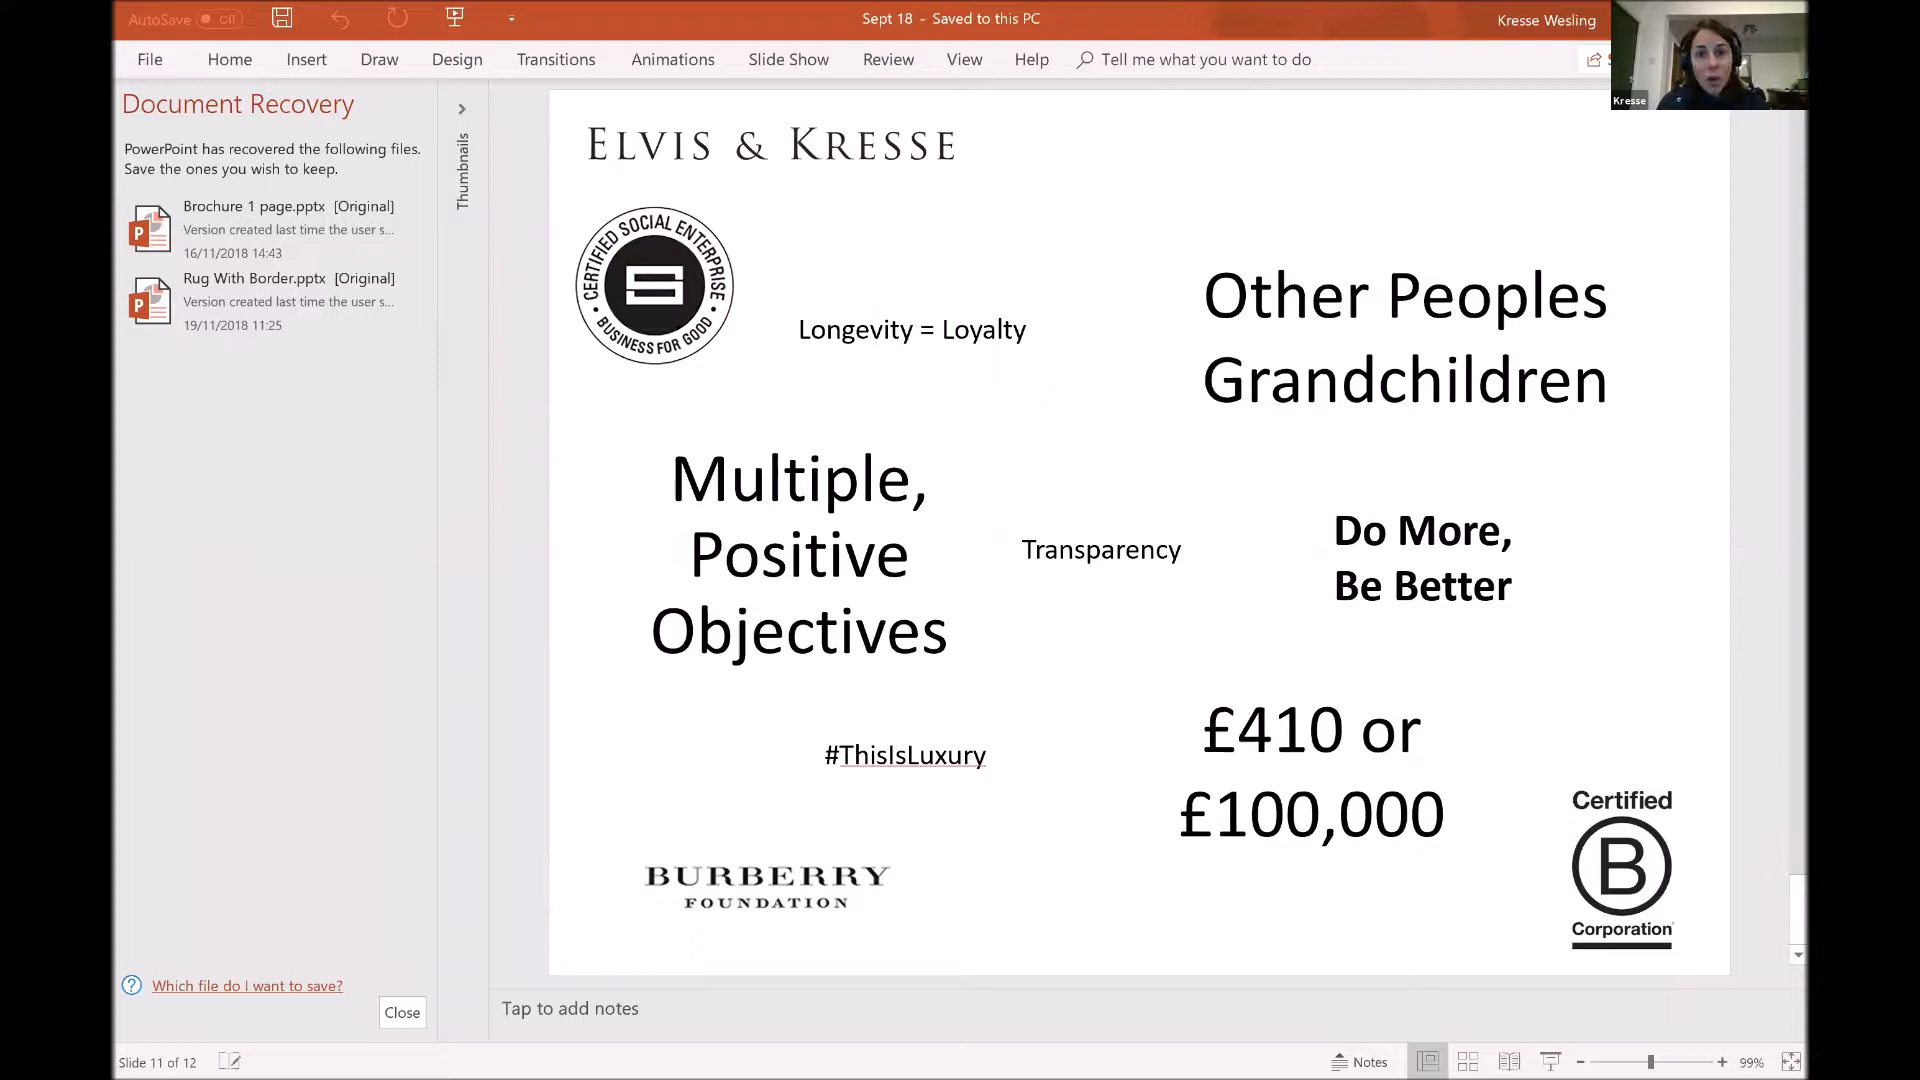 AutoSave Off
Sept 18 - Saved to this PC
Kresse Wesling
File Home Insert Draw Design Transitions Animations Slide Show Review View Help Tell me what you want to do
Kresse
Document Recovery
PowerPoint has recovered the following files.
Save the ones you wish to keep.
Brochure 1 page.pptx [Original]
Version created last time the user s...
16/11/2018 14:43
Rug With Border.pptx [Original]
Version created last time the user s...
19/11/2018 11:25
Which file do I want to save?
Close
Thumbnails
ELVIS & KRESSE
CERTIFIED SOCIAL ENTERPRISE
BUSINESS FOR GOOD
Longevity = Loyalty
Other Peoples
Grandchildren
Multiple,
Positive
Objectives
Transparency
Do More,
Be Better
#ThisIsLuxury
£410 or
£100,000
BURBERRY
FOUNDATION
Certified
B
Corporation
Tap to add notes
Slide 11 of 12
Notes
99%